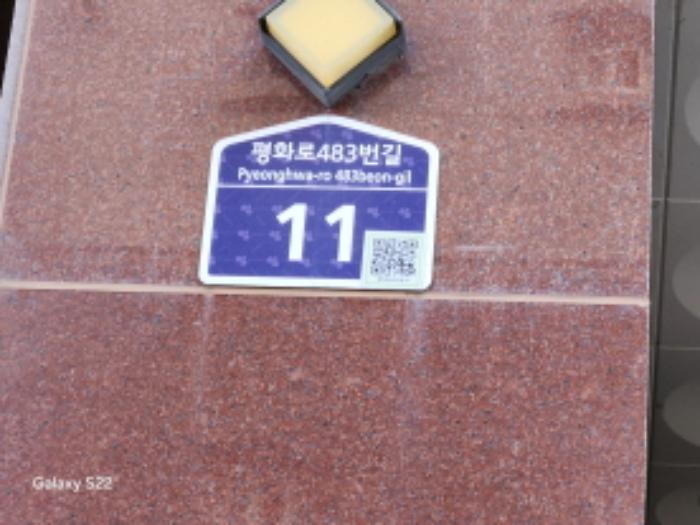 평화로483번길
Pyeonghwa-ro 483beon-gil
11
Galaxy S22